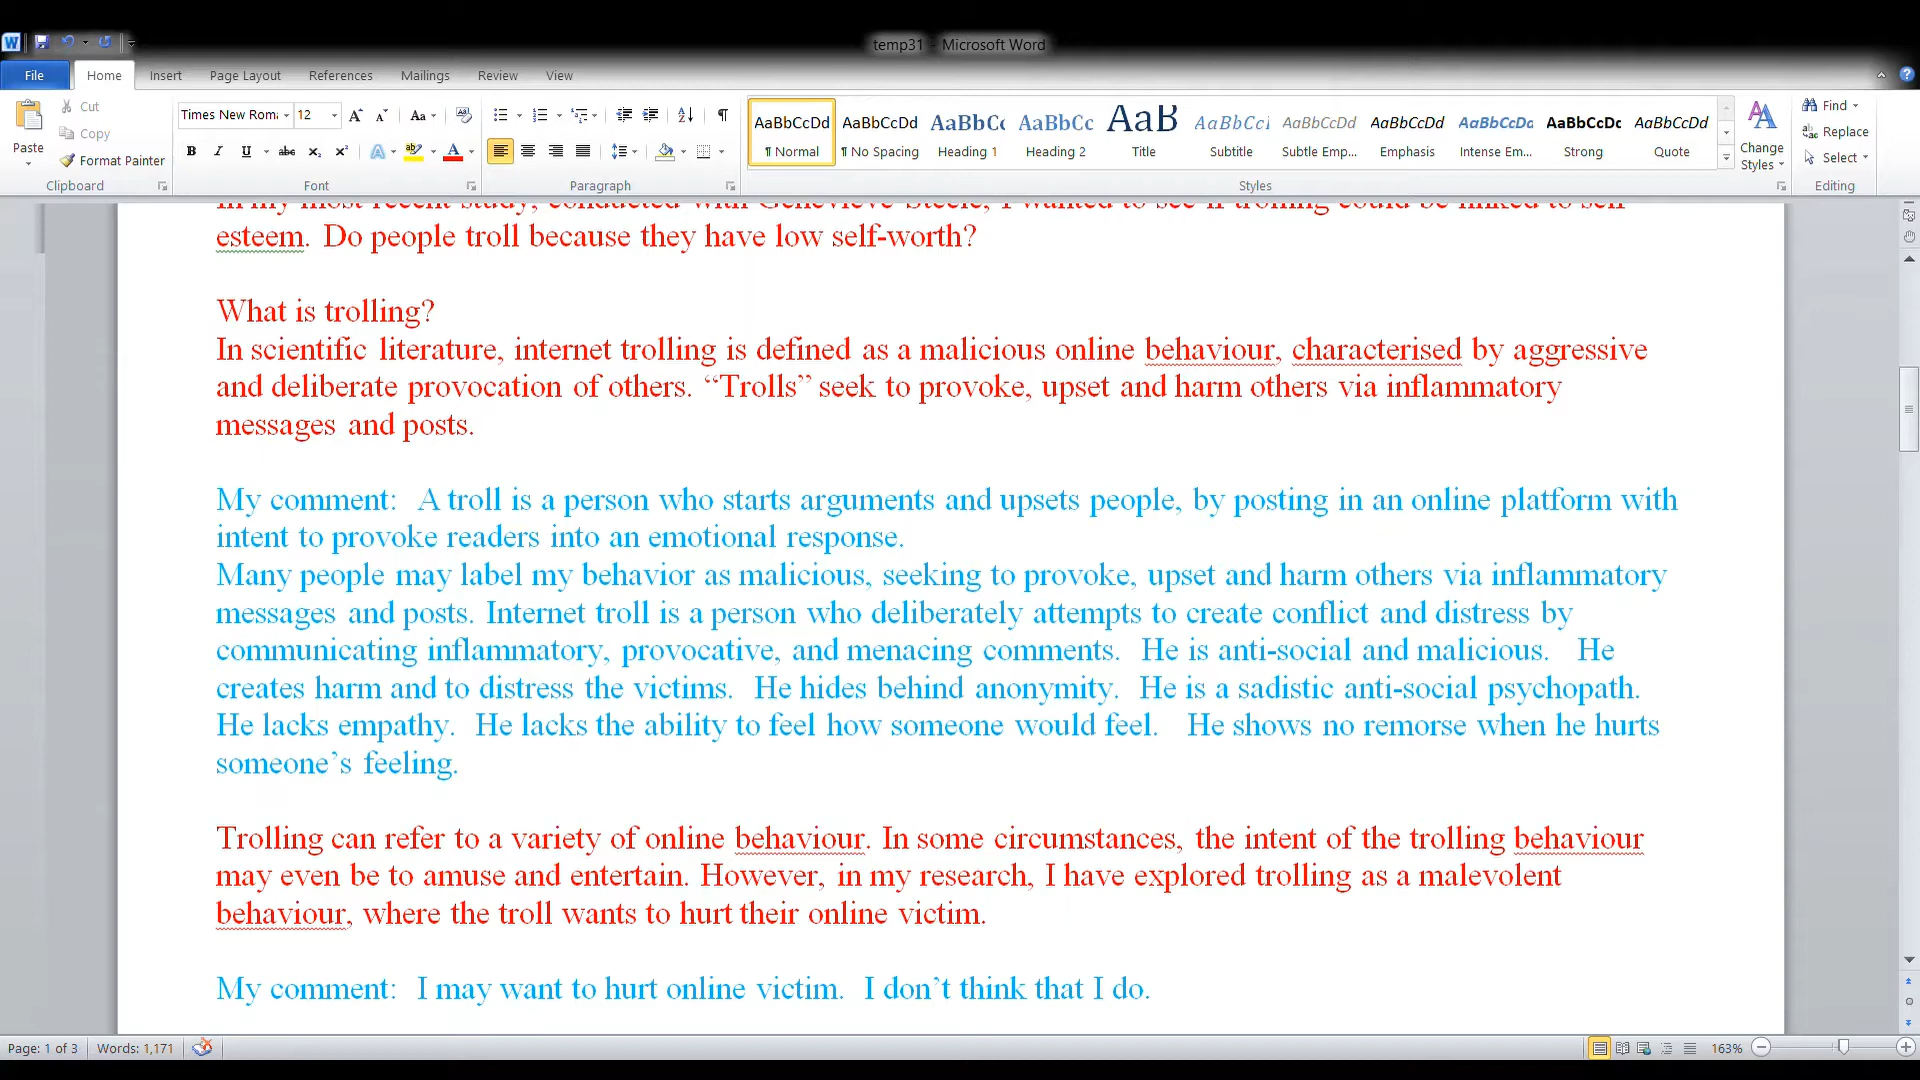 temp31 - Microsoft Word
File Home Insert Page Layout References Mailings Review View
Paste
Cut
Copy
Format Painter
Times New Roma 12
AaBbCcDd AaBbCcDd AaBbCc AaBbCc AaB AaBbCcI AaBbCcDd AaBbCcDd AaBbCcDd AaBbCcDc AaBbCcDd
¶ Normal ¶ No Spacing Heading 1 Heading 2 Title Subtitle Subtle Emp... Emphasis Intense Em... Strong Quote
Change Styles
Find
Replace
Select
Clipboard Font Paragraph Styles Editing
In my most recent study, conducted with Genevieve Steele, I wanted to see if trolling could be linked to self
esteem. Do people troll because they have low self-worth?
What is trolling?
In scientific literature, internet trolling is defined as a malicious online behaviour, characterised by aggressive
and deliberate provocation of others. “Trolls” seek to provoke, upset and harm others via inflammatory
messages and posts.
My comment: A troll is a person who starts arguments and upsets people, by posting in an online platform with
intent to provoke readers into an emotional response.
Many people may label my behavior as malicious, seeking to provoke, upset and harm others via inflammatory
messages and posts. Internet troll is a person who deliberately attempts to create conflict and distress by
communicating inflammatory, provocative, and menacing comments. He is anti-social and malicious. He
creates harm and to distress the victims. He hides behind anonymity. He is a sadistic anti-social psychopath.
He lacks empathy. He lacks the ability to feel how someone would feel. He shows no remorse when he hurts
someone’s feeling.
Trolling can refer to a variety of online behaviour. In some circumstances, the intent of the trolling behaviour
may even be to amuse and entertain. However, in my research, I have explored trolling as a malevolent
behaviour, where the troll wants to hurt their online victim.
My comment: I may want to hurt online victim. I don’t think that I do.
Page: 1 of 3 Words: 1,171 163%